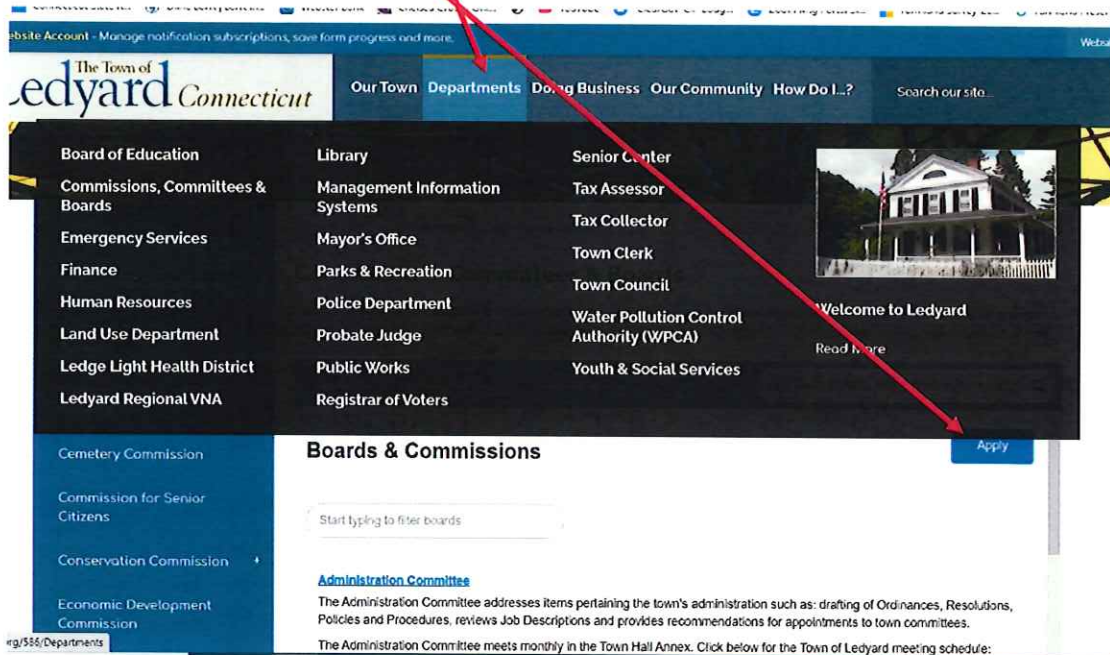 ebsite Account - Manage notification subscriptions, save form progress and more.
Websi
The Town of
Ledyard Connecticut
Our Town Departments Doing Business Our Community How Do I...? Search our site...
Board of Education
Commissions, Committees &
Boards
Emergency Services
Finance
Human Resources
Land Use Department
Ledge Light Health District
Ledyard Regional VNA
Library
Management Information
Systems
Mayor's Office
Parks & Recreation
Police Department
Probate Judge
Public Works
Registrar of Voters
Senior Center
Tax Assessor
Tax Collector
Town Clerk
Town Council
Water Pollution Control
Authority (WPCA)
Youth & Social Services
Welcome to Ledyard
Read More
Cemetery Commission
Commission for Senior
Citizens
Conservation Commission
Economic Development
Commission
Boards & Commissions
Apply
Start typing to filter boards
Administration Committee
The Administration Committee addresses items pertaining the town's administration such as: drafting of Ordinances, Resolutions,
Policies and Procedures, reviews Job Descriptions and provides recommendations for appointments to town committees.
The Administration Committee meets monthly in the Town Hall Annex. Click below for the Town of Ledyard meeting schedule:
rg/586/Departments